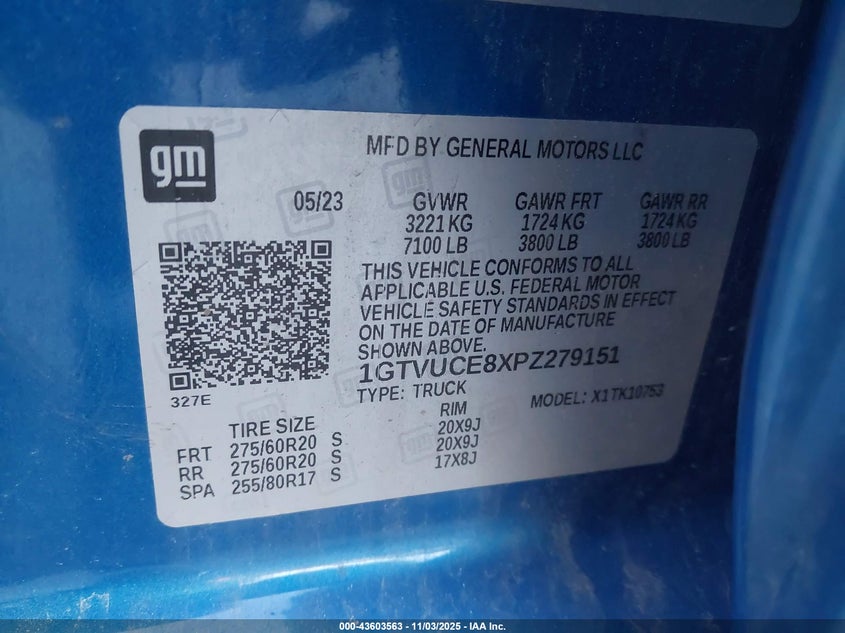 gm
MFD BY GENERAL MOTORS LLC
05/23 GVWR GAWR FRT GAWR RR
3221 KG 1724 KG 1724 KG
7100 LB 3800 LB 3800 LB
THIS VEHICLE CONFORMS TO ALL
APPLICABLE U.S. FEDERAL MOTOR
VEHICLE SAFETY STANDARDS IN EFFECT
ON THE DATE OF MANUFACTURE
SHOWN ABOVE.
1GTVUCE8XPZ279151
TYPE: TRUCK MODEL: X1TK10753
327E
TIRE SIZE RIM
FRT 275/60R20 S 20X9J
RR 275/60R20 S 20X9J
SPA 255/80R17 S 17X8J
000-43603563 - 11/03/2025 - IAA Inc.